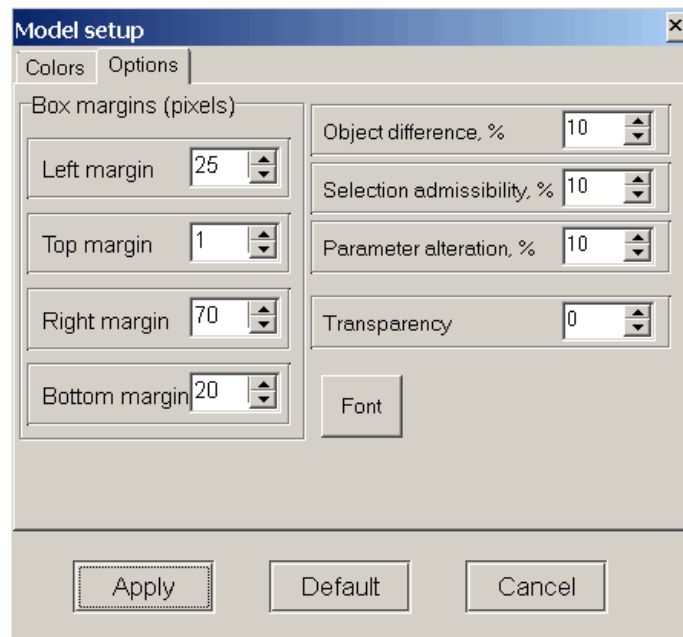 Model setup
Colors Options
Box margins (pixels)
Left margin 25
Top margin 1
Right margin 70
Bottom margin 20
Object difference, % 10
Selection admissibility, % 10
Parameter alteration, % 10
Transparency 0
Font
Apply Default Cancel